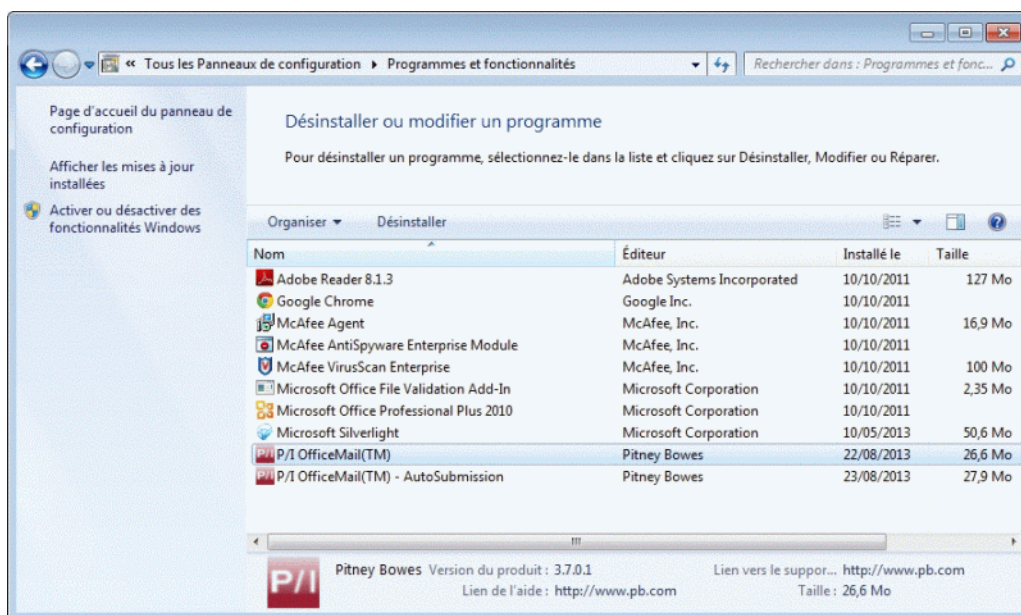 « Tous les Panneaux de configuration ▸ Programmes et fonctionnalités Rechercher dans : Programmes et fonc...
Page d'accueil du panneau de configuration
Afficher les mises à jour installées
Activer ou désactiver des fonctionnalités Windows
Désinstaller ou modifier un programme
Pour désinstaller un programme, sélectionnez-le dans la liste et cliquez sur Désinstaller, Modifier ou Réparer.
Organiser Désinstaller
Nom Éditeur Installé le Taille
Adobe Reader 8.1.3 Adobe Systems Incorporated 10/10/2011 127 Mo
Google Chrome Google Inc. 10/10/2011
McAfee Agent McAfee, Inc. 10/10/2011 16,9 Mo
McAfee AntiSpyware Enterprise Module McAfee, Inc. 10/10/2011
McAfee VirusScan Enterprise McAfee, Inc. 10/10/2011 100 Mo
Microsoft Office File Validation Add-In Microsoft Corporation 10/10/2011 2,35 Mo
Microsoft Office Professional Plus 2010 Microsoft Corporation 10/10/2011
Microsoft Silverlight Microsoft Corporation 10/05/2013 50,6 Mo
P/I P/I OfficeMail(TM) Pitney Bowes 22/08/2013 26,6 Mo
P/I P/I OfficeMail(TM) - AutoSubmission Pitney Bowes 23/08/2013 27,9 Mo
P/I
Pitney Bowes Version du produit : 3.7.0.1 Lien vers le suppor... http://www.pb.com
Lien de l'aide : http://www.pb.com Taille : 26,6 Mo